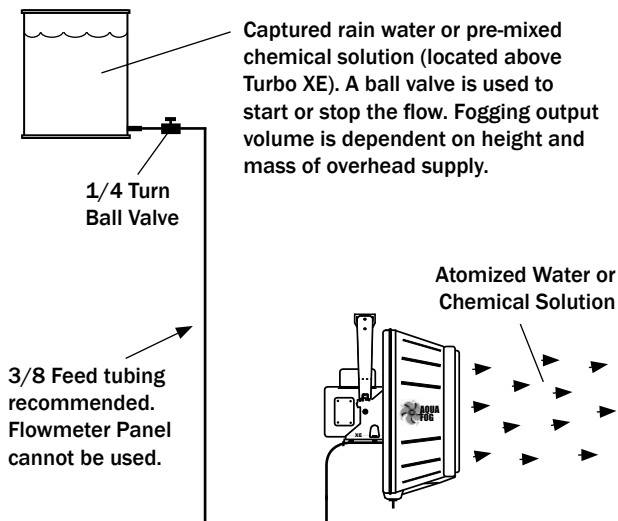 Captured rain water or pre-mixed
chemical solution (located above
Turbo XE). A ball valve is used to
start or stop the flow. Fogging output
volume is dependent on height and
mass of overhead supply.
1/4 Turn
Ball Valve
Atomized Water or
Chemical Solution
3/8 Feed tubing
recommended.
Flowmeter Panel
cannot be used.
AQUA
FOG
XE